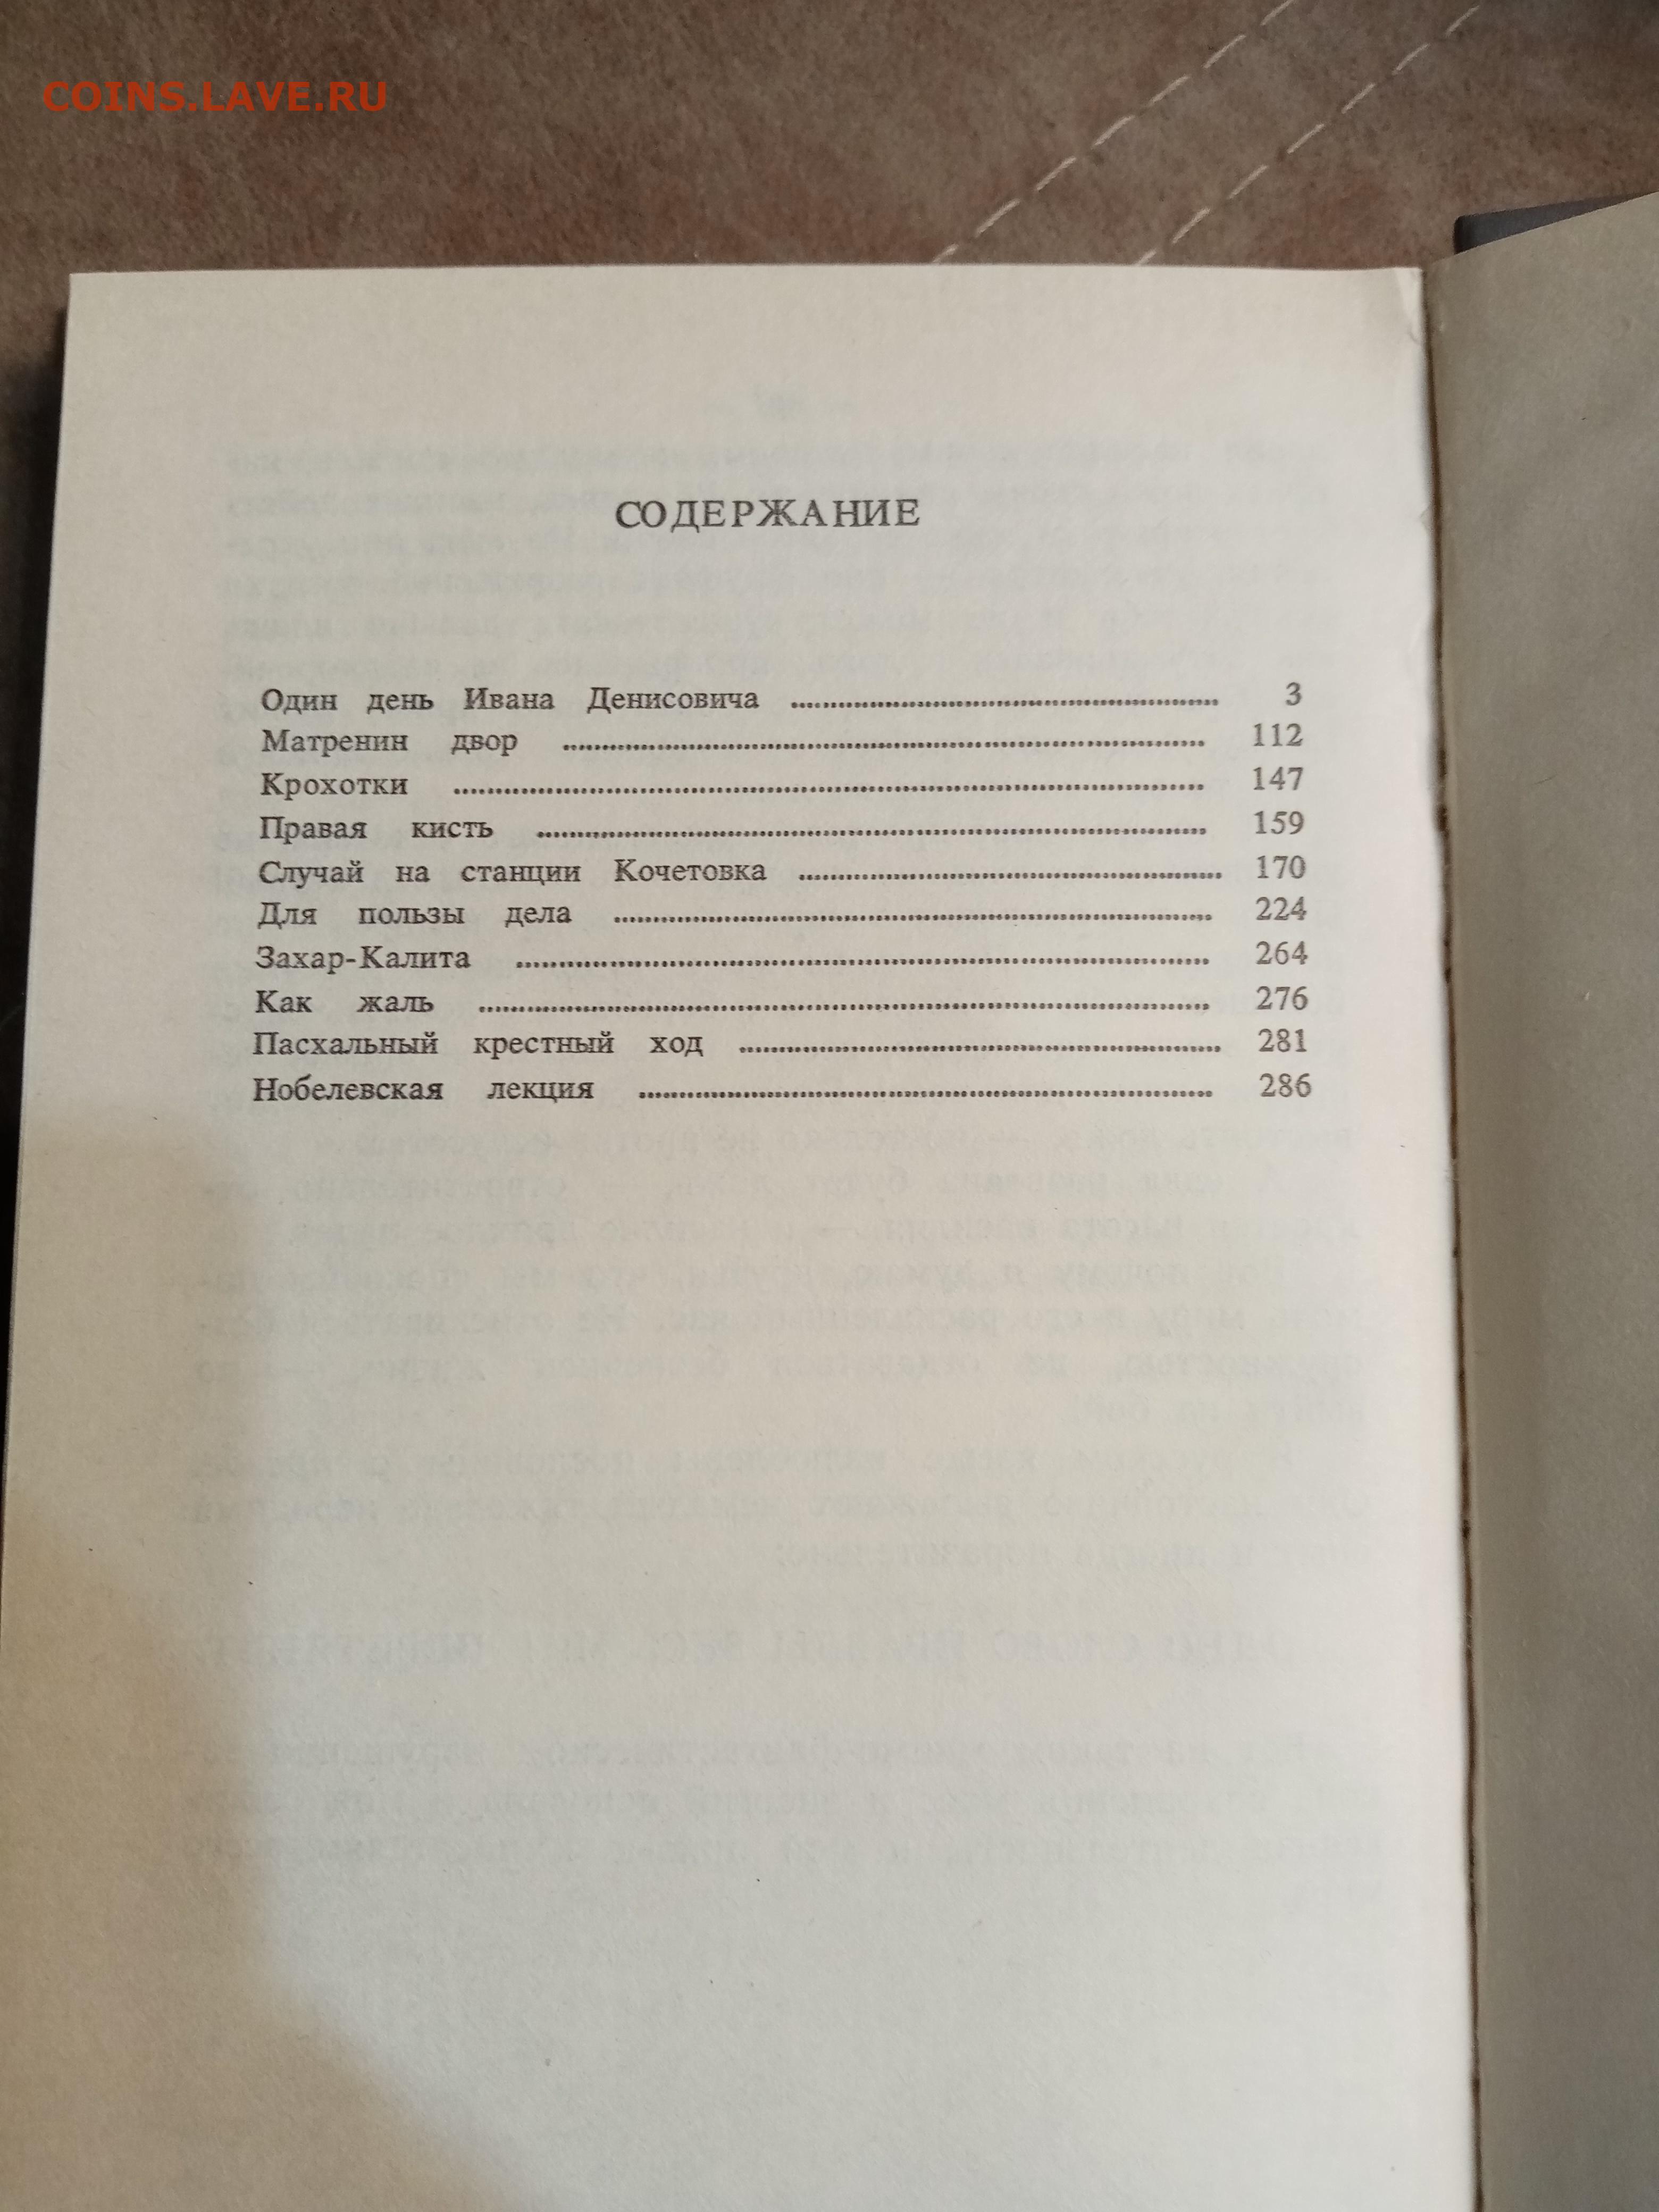 COINS.LAVE.RU
СОДЕРЖАНИЕ
Один день Ивана Денисовича ........................................ 3
Матренин двор ........................................ 112
Крохотки ........................................ 147
Правая кисть ........................................ 159
Случай на станции Кочетовка ........................................ 170
Для пользы дела ........................................ 224
Захар-Калита ........................................ 264
Как жаль ........................................ 276
Пасхальный крестный ход ........................................ 281
Нобелевская лекция ........................................ 286